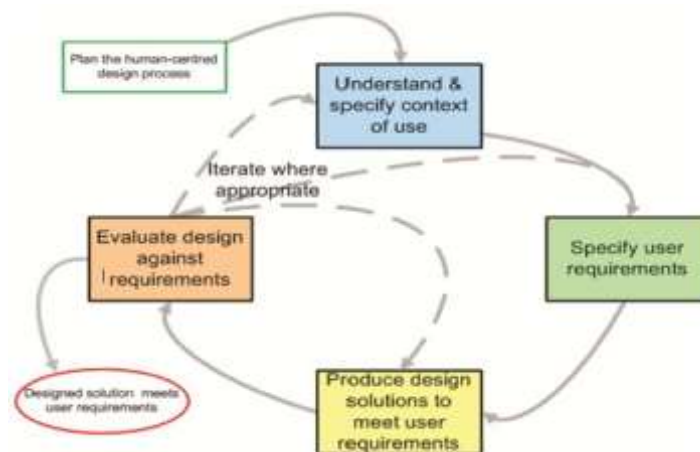 Plan the human-centred
design process
Understand &
specify context
of use
Iterate where
appropriate
Evaluate design
against
requirements
Specify user
requirements
Designed solution meets
user requirements
Produce design
solutions to
meet user
requirements